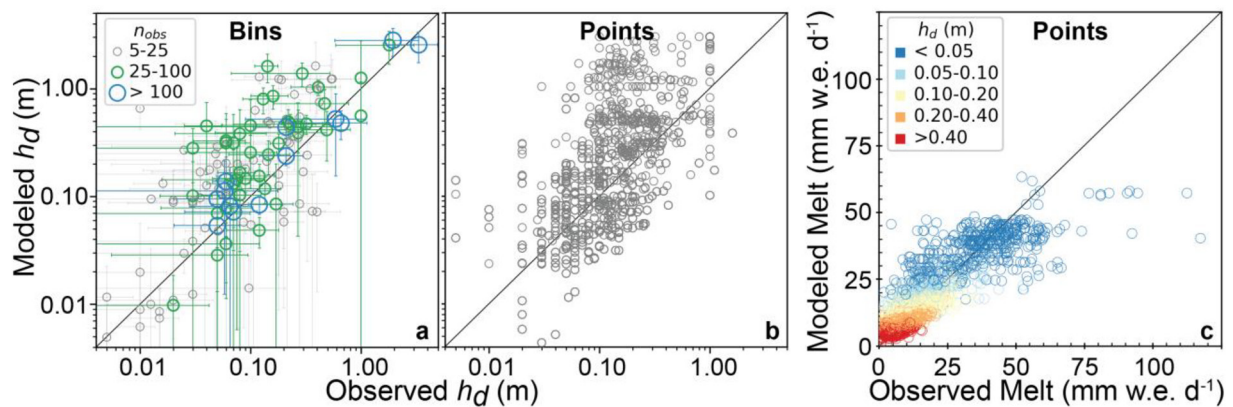 Bins
n_obs
5-25
25-100
> 100
Modeled h_d (m)
1.00
0.10
0.01
0.01
0.10
1.00
a
Points
0.01
0.10
1.00
b
Observed h_d (m)
Points
h_d (m)
< 0.05
0.05-0.10
0.10-0.20
0.20-0.40
>0.40
Modeled Melt (mm w.e. d⁻¹)
100
75
50
25
0
0
25
50
75
100
c
Observed Melt (mm w.e. d⁻¹)